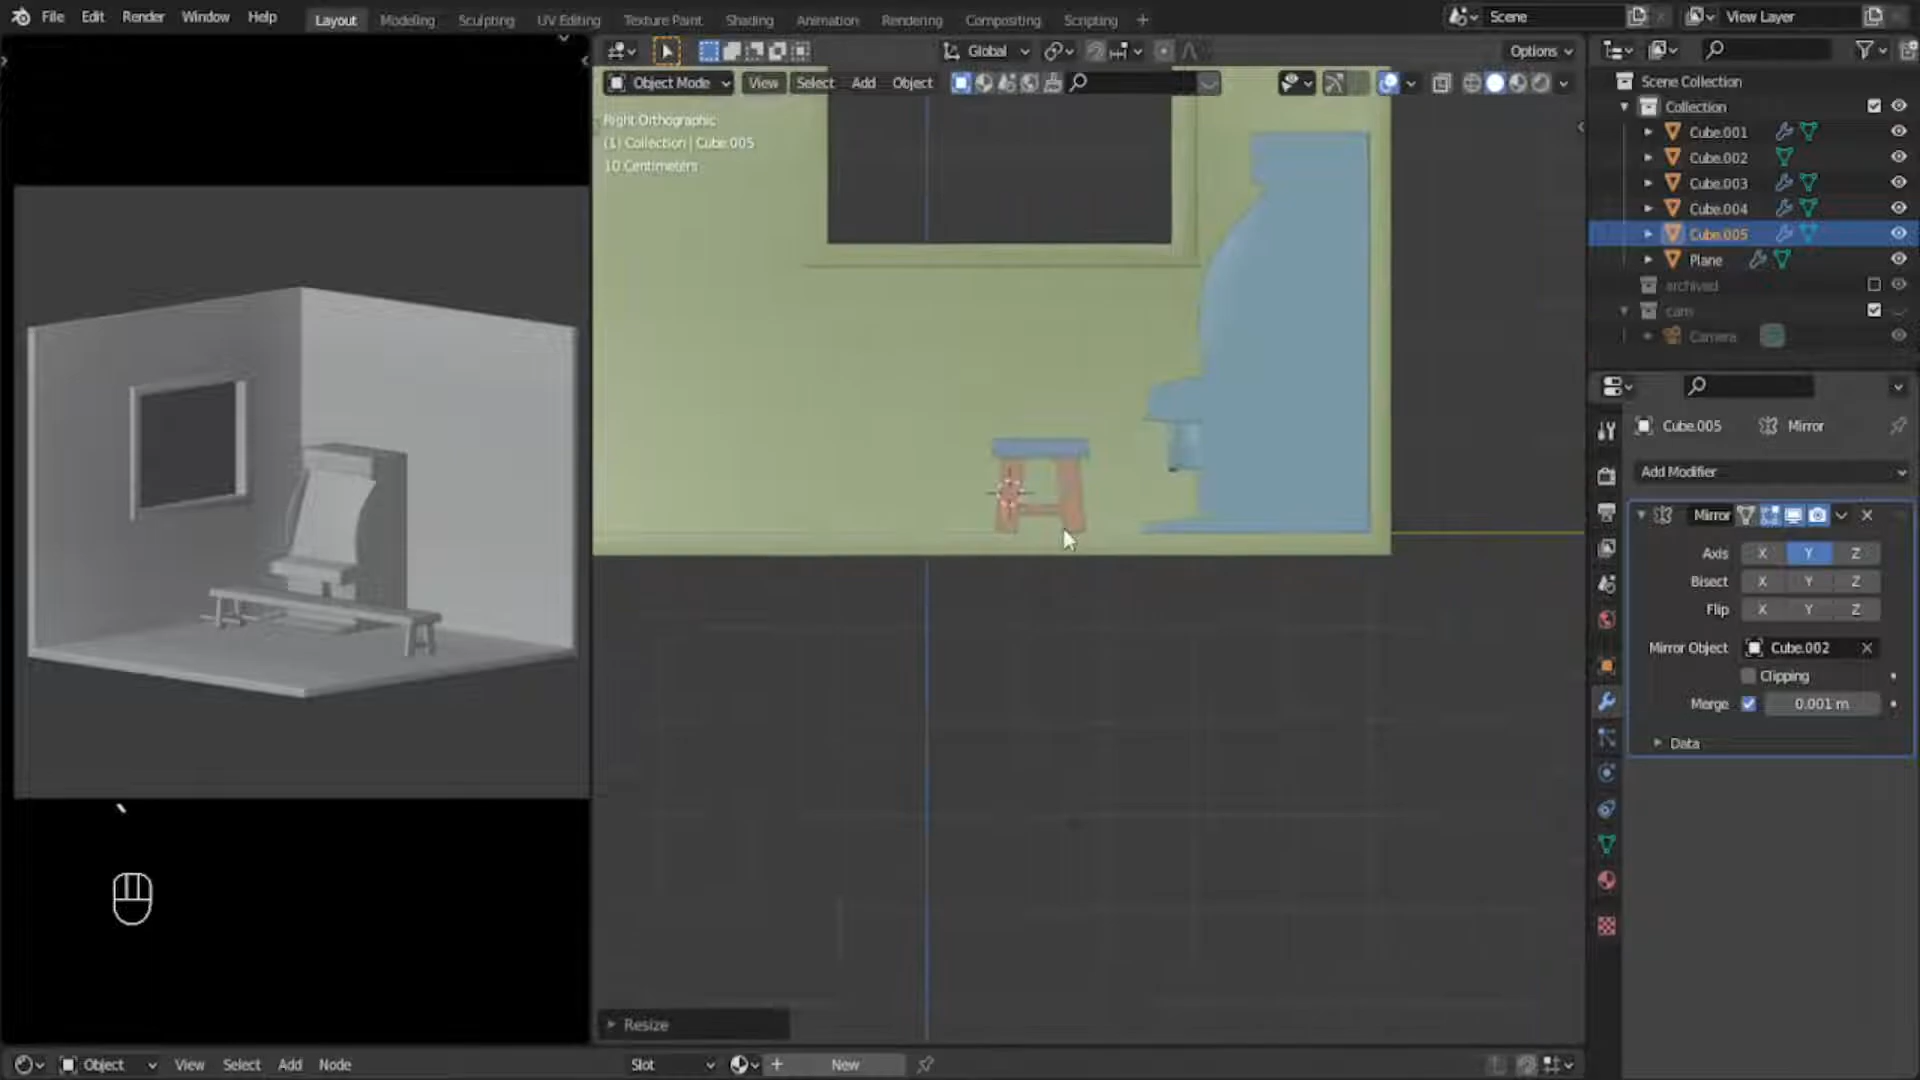 File Edit Render Window Help Layout Modeling Sculpting UV Editing Texture Paint Shading Animation Rendering Compositing Scripting + Scene View Layer
Global Options
Object Mode View Select Add Object
Right Orthographic
(1) Collection | Cube.005
10 Centimeters
Scene Collection
Collection
Cube.001
Cube.002
Cube.003
Cube.004
Cube.005
Plane
archived
cam
Camera
Cube.005 Mirror
Add Modifier
Mirror
Axis X Y Z
Bisect X Y Z
Flip X Y Z
Mirror Object Cube.002
Clipping
Merge 0.001 m
Data
Resize
Object View Select Add Node Slot New